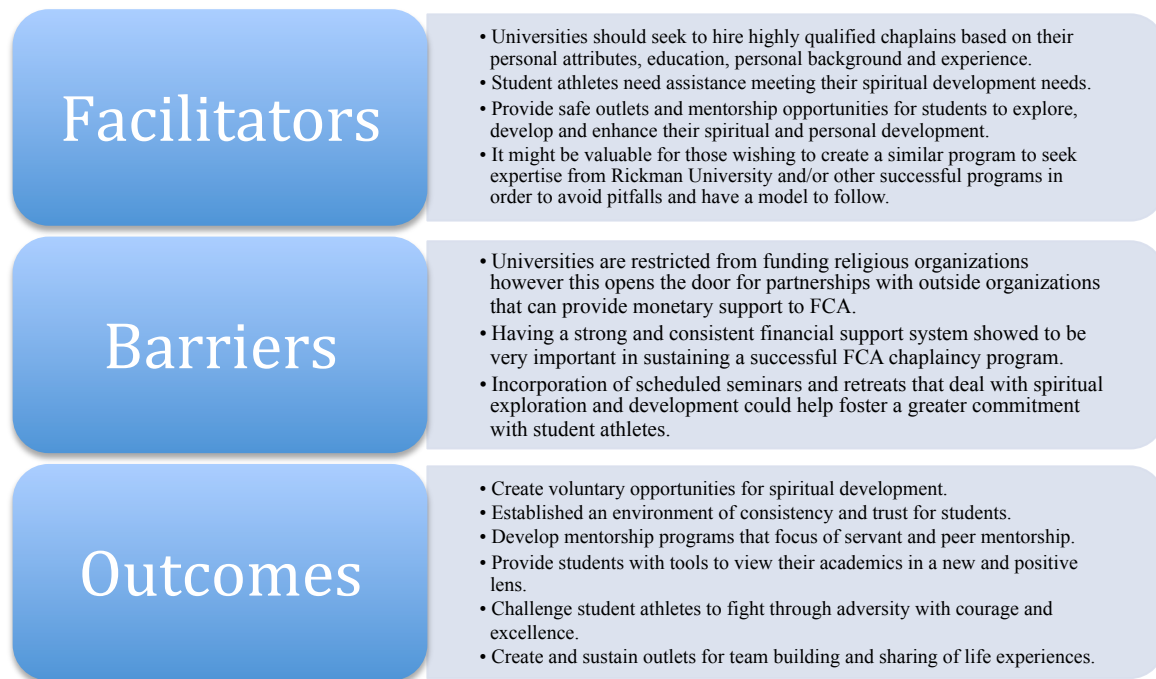 Facilitators
• Universities should seek to hire highly qualified chaplains based on their
personal attributes, education, personal background and experience.
• Student athletes need assistance meeting their spiritual development needs.
• Provide safe outlets and mentorship opportunities for students to explore,
develop and enhance their spiritual and personal development.
• It might be valuable for those wishing to create a similar program to seek
expertise from Rickman University and/or other successful programs in
order to avoid pitfalls and have a model to follow.
Barriers
• Universities are restricted from funding religious organizations
however this opens the door for partnerships with outside organizations
that can provide monetary support to FCA.
• Having a strong and consistent financial support system showed to be
very important in sustaining a successful FCA chaplaincy program.
• Incorporation of scheduled seminars and retreats that deal with spiritual
exploration and development could help foster a greater commitment
with student athletes.
Outcomes
• Create voluntary opportunities for spiritual development.
• Established an environment of consistency and trust for students.
• Develop mentorship programs that focus of servant and peer mentorship.
• Provide students with tools to view their academics in a new and positive
lens.
• Challenge student athletes to fight through adversity with courage and
excellence.
• Create and sustain outlets for team building and sharing of life experiences.